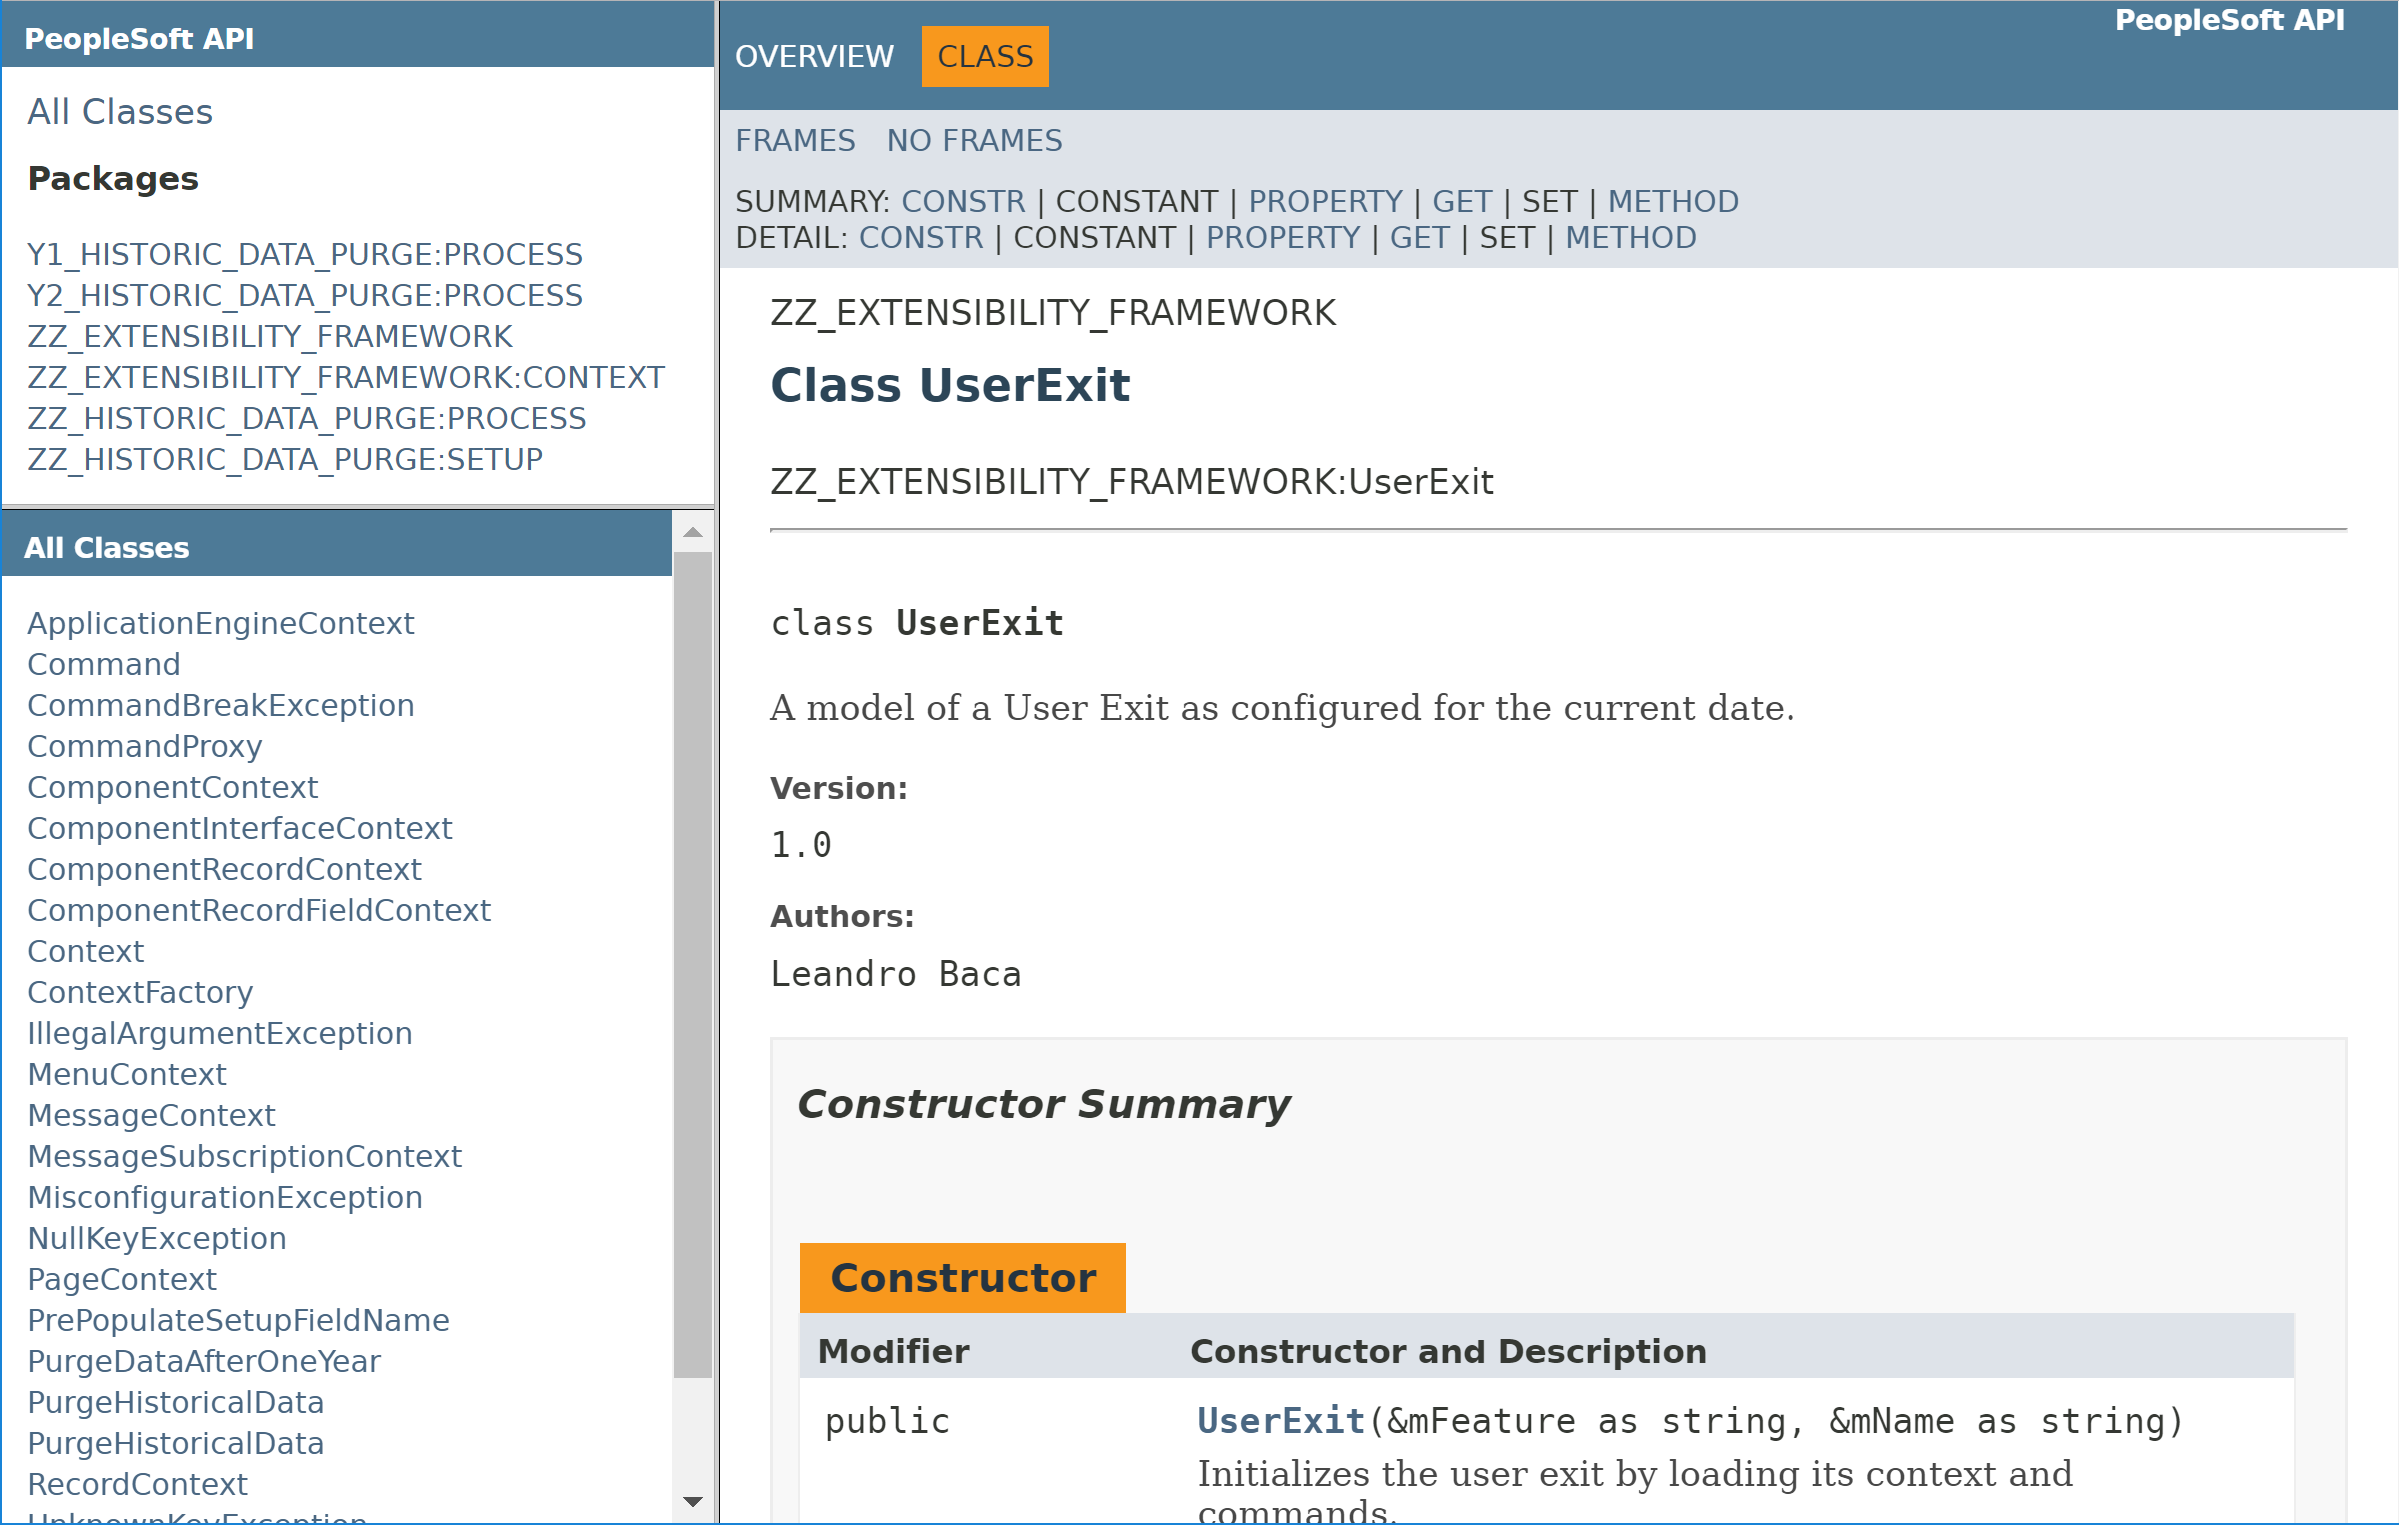 PeopleSoft API
All Classes
Packages
Y1_HISTORIC_DATA_PURGE:PROCESS
Y2_HISTORIC_DATA_PURGE:PROCESS
ZZ_EXTENSIBILITY_FRAMEWORK
ZZ_EXTENSIBILITY_FRAMEWORK:CONTEXT
ZZ_HISTORIC_DATA_PURGE:PROCESS
ZZ_HISTORIC_DATA_PURGE:SETUP
All Classes
ApplicationEngineContext
Command
CommandBreakException
CommandProxy
ComponentContext
ComponentInterfaceContext
ComponentRecordContext
ComponentRecordFieldContext
Context
ContextFactory
IllegalArgumentException
MenuContext
MessageContext
MessageSubscriptionContext
MisconfigurationException
NullKeyException
PageContext
PrePopulateSetupFieldName
PurgeDataAfterOneYear
PurgeHistoricalData
PurgeHistoricalData
RecordContext
UnknownKeyException
PeopleSoft API
OVERVIEW CLASS
FRAMES NO FRAMES
SUMMARY: CONSTR | CONSTANT | PROPERTY | GET | SET | METHOD
DETAIL: CONSTR | CONSTANT | PROPERTY | GET | SET | METHOD
ZZ_EXTENSIBILITY_FRAMEWORK
Class UserExit
ZZ_EXTENSIBILITY_FRAMEWORK:UserExit
class UserExit
A model of a User Exit as configured for the current date.
Version:
1.0
Authors:
Leandro Baca
Constructor Summary
Constructor
Modifier Constructor and Description
public UserExit(&mFeature as string, &mName as string)
Initializes the user exit by loading its context and
commands.